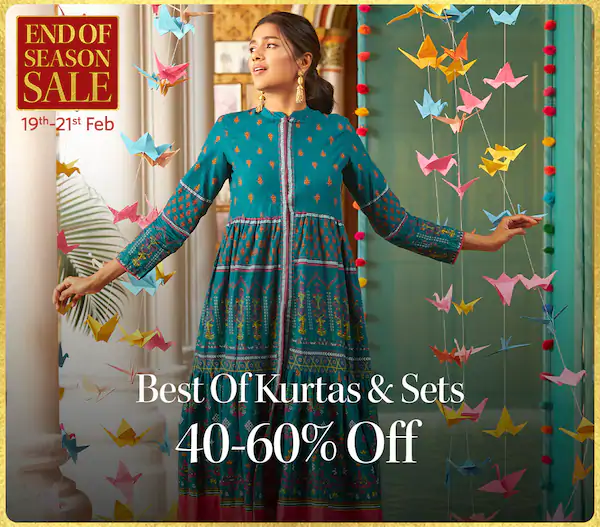 END OF
SEASON
SALE
19th-21st Feb
Best Of Kurtas & Sets
40-60% Off